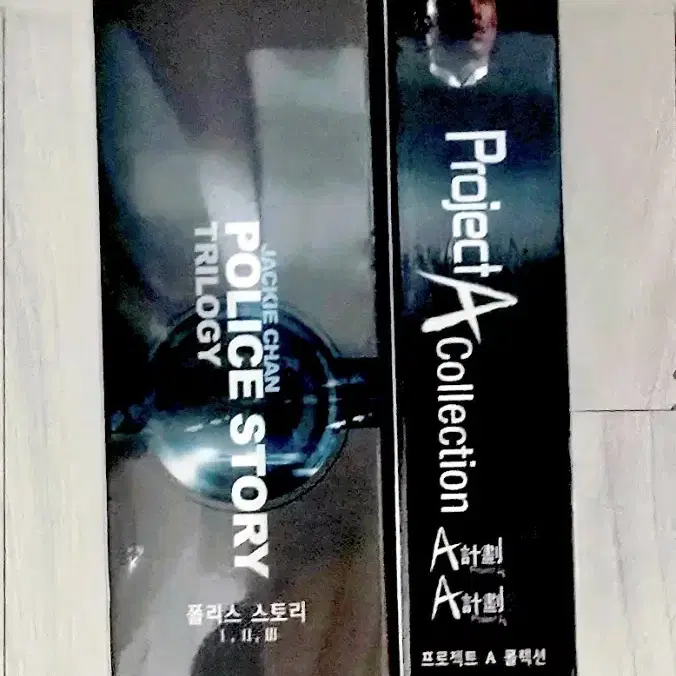 JACKIE CHAN
POLICE STORY
TRILOGY
폴리스 스토리
I, II, III
Project A Collection
A計劃
A計劃
프로젝트 A 콜렉션